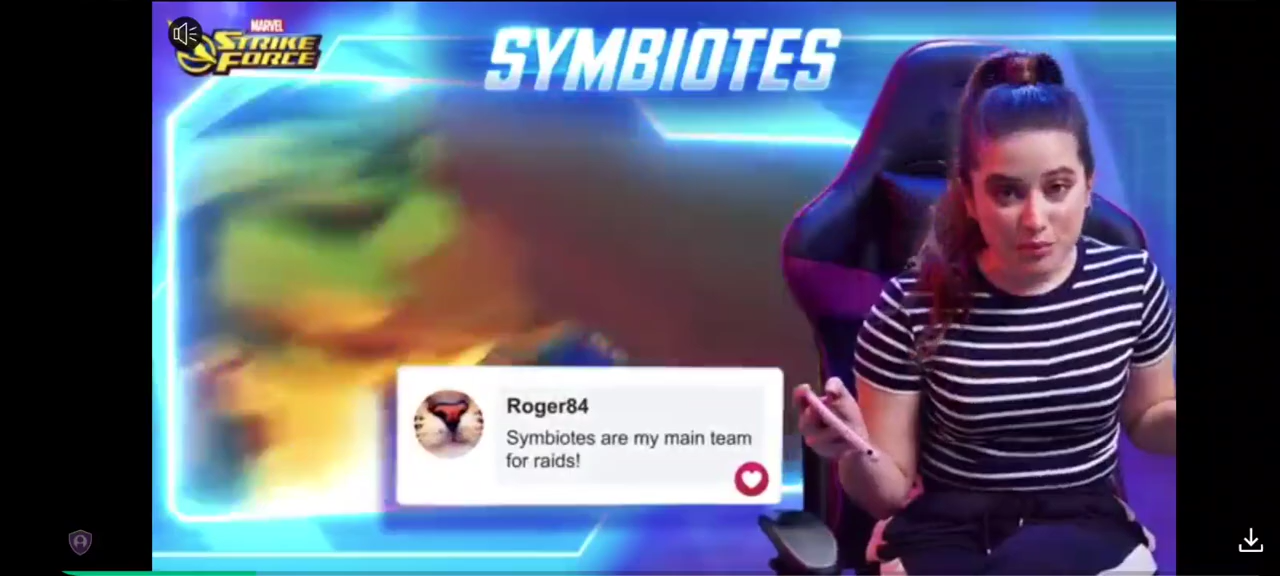 MARVEL
STRIKE
FORCE
SYMBIOTES
Roger84
Symbiotes are my main team
for raids!